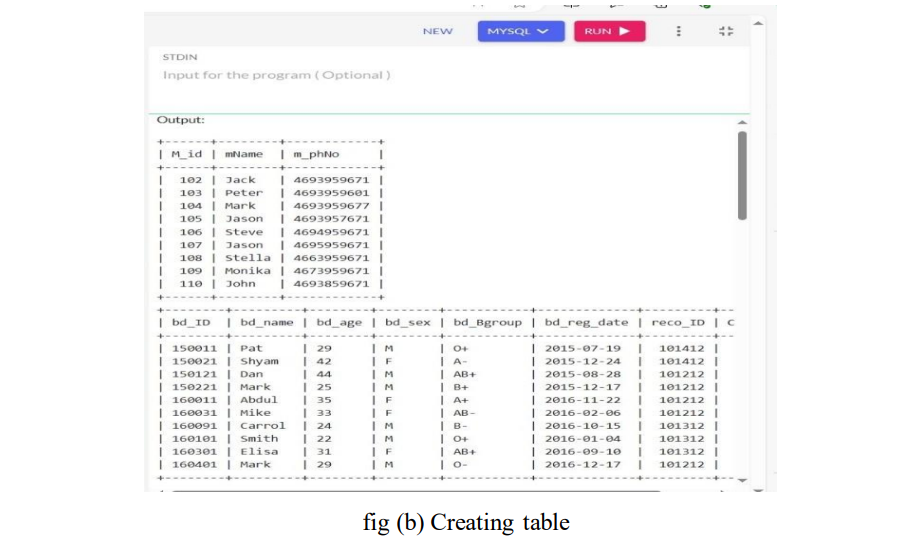 NEW MYSQL RUN
STDIN
Input for the program ( Optional )
Output:
+------+--------+------------+
| M_id | mName | m_phNo |
+------+--------+------------+
| 102 | Jack | 4693959671 |
| 103 | Peter | 4693959601 |
| 104 | Mark | 4693959677 |
| 105 | Jason | 4693957671 |
| 106 | Steve | 4694959671 |
| 107 | Jason | 4695959671 |
| 108 | Stella | 4663959671 |
| 109 | Monika | 4673959671 |
| 110 | John | 4693859671 |
+------+--------+------------+
+--------+---------+--------+--------+-----------+-------------+---------+--
| bd_ID | bd_name | bd_age | bd_sex | bd_Bgroup | bd_reg_date | reco_ID | C
+--------+---------+--------+--------+-----------+-------------+---------+--
| 150011 | Pat | 29 | M | O+ | 2015-07-19 | 101412 |
| 150021 | Shyam | 42 | F | A- | 2015-12-24 | 101412 |
| 150121 | Dan | 44 | M | AB+ | 2015-08-28 | 101212 |
| 150221 | Mark | 25 | M | B+ | 2015-12-17 | 101212 |
| 160011 | Abdul | 35 | F | A+ | 2016-11-22 | 101212 |
| 160031 | Mike | 33 | F | AB- | 2016-02-06 | 101212 |
| 160091 | Carrol | 24 | M | B- | 2016-10-15 | 101312 |
| 160101 | Smith | 22 | M | O+ | 2016-01-04 | 101312 |
| 160301 | Elisa | 31 | F | AB+ | 2016-09-10 | 101312 |
| 160401 | Mark | 29 | M | O- | 2016-12-17 | 101212 |
+--------+---------+--------+--------+-----------+-------------+---------+--
fig (b) Creating table